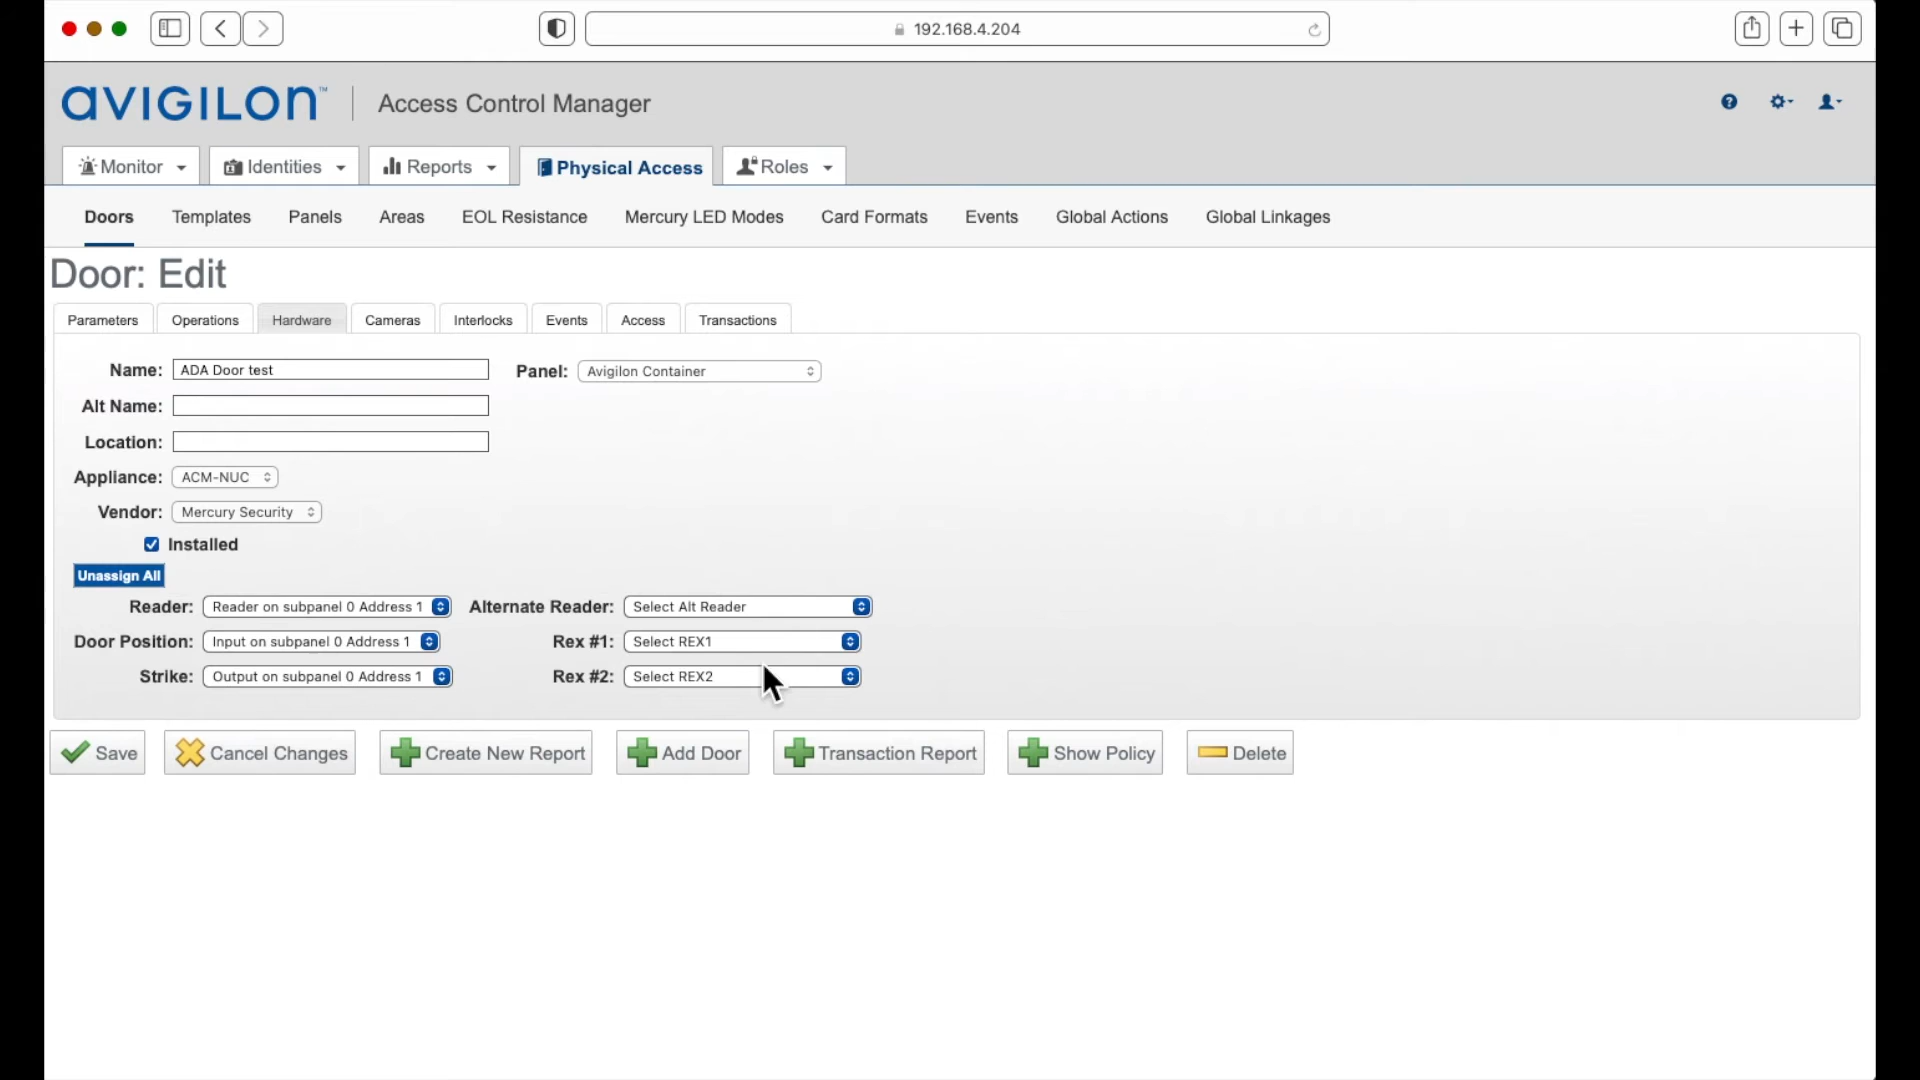 192.168.4.204
AVIGILON™ Access Control Manager
Monitor Identities Reports Physical Access Roles
Doors Templates Panels Areas EOL Resistance Mercury LED Modes Card Formats Events Global Actions Global Linkages
Door: Edit
Parameters Operations Hardware Cameras Interlocks Events Access Transactions
Name: ADA Door test Panel: Avigilon Container
Alt Name:
Location:
Appliance: ACM-NUC
Vendor: Mercury Security
Installed
Unassign All
Reader: Reader on subpanel 0 Address 1 Alternate Reader: Select Alt Reader
Door Position: Input on subpanel 0 Address 1 Rex #1: Select REX1
Strike: Output on subpanel 0 Address 1 Rex #2: Select REX2
Save Cancel Changes Create New Report Add Door Transaction Report Show Policy Delete